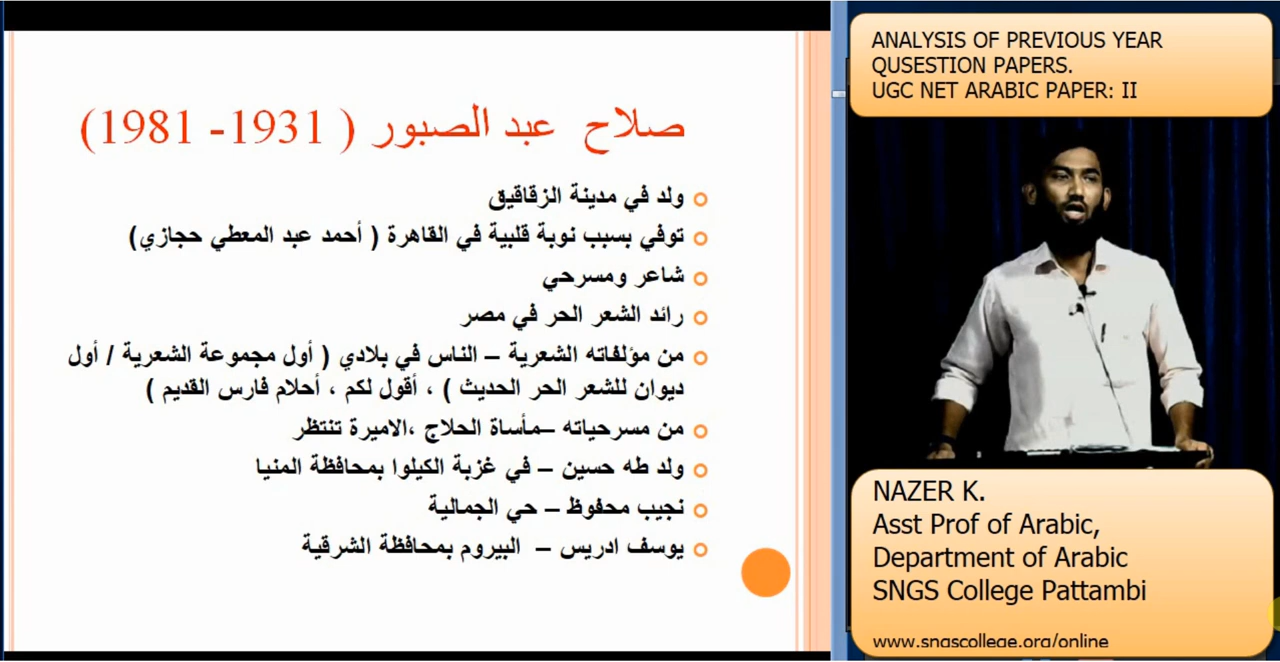 صلاح عبد الصبور ( 1931- 1981)
ولد في مدينة الزقاقيق
توفي بسبب نوبة قلبية في القاهرة ( أحمد عبد المعطي حجازي)
شاعر ومسرحي
رائد الشعر الحر في مصر
من مؤلفاته الشعرية – الناس في بلادي ( أول مجموعة الشعرية / أول
ديوان للشعر الحر الحديث ) ، أقول لكم ، أحلام فارس القديم )
من مسرحياته –مأساة الحلاج ،الاميرة تنتظر
ولد طه حسين – في غزبة الكيلوا بمحافظة المنيا
نجيب محفوظ – حي الجمالية
يوسف ادريس – البيروم بمحافظة الشرقية
ANALYSIS OF PREVIOUS YEAR
QUSESTION PAPERS.
UGC NET ARABIC PAPER: II
NAZER K.
Asst Prof of Arabic,
Department of Arabic
SNGS College Pattambi
www.sngscollege.org/online